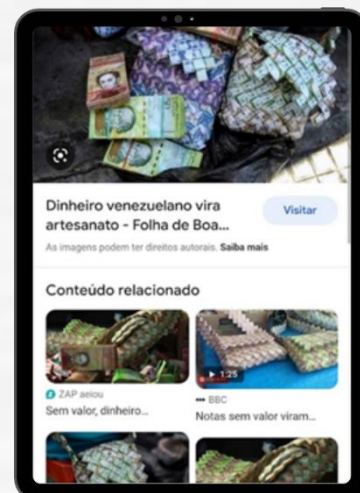 Dinheiro venezuelano vira
artesanato - Folha de Boa...
Visitar
As imagens podem ter direitos autorais. Saiba mais
Conteúdo relacionado
1:25
ZAP aeiou
Sem valor, dinheiro...
BBC
Notas sem valor viram...